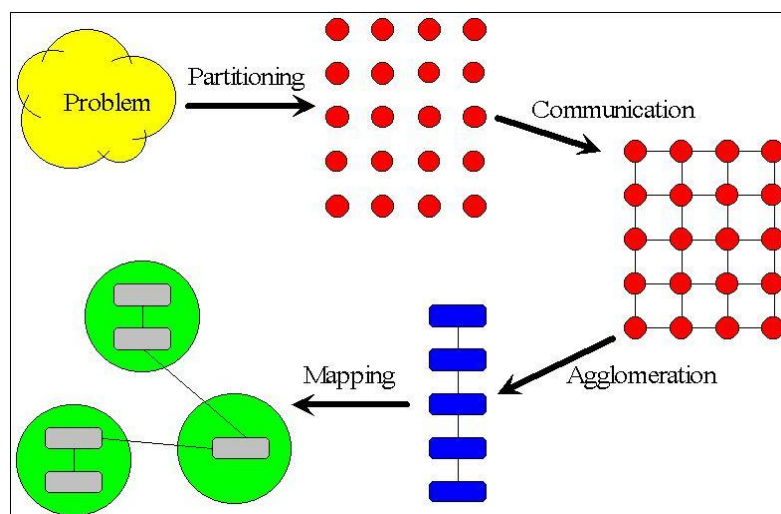 Problem
Partitioning
Communication
Agglomeration
Mapping